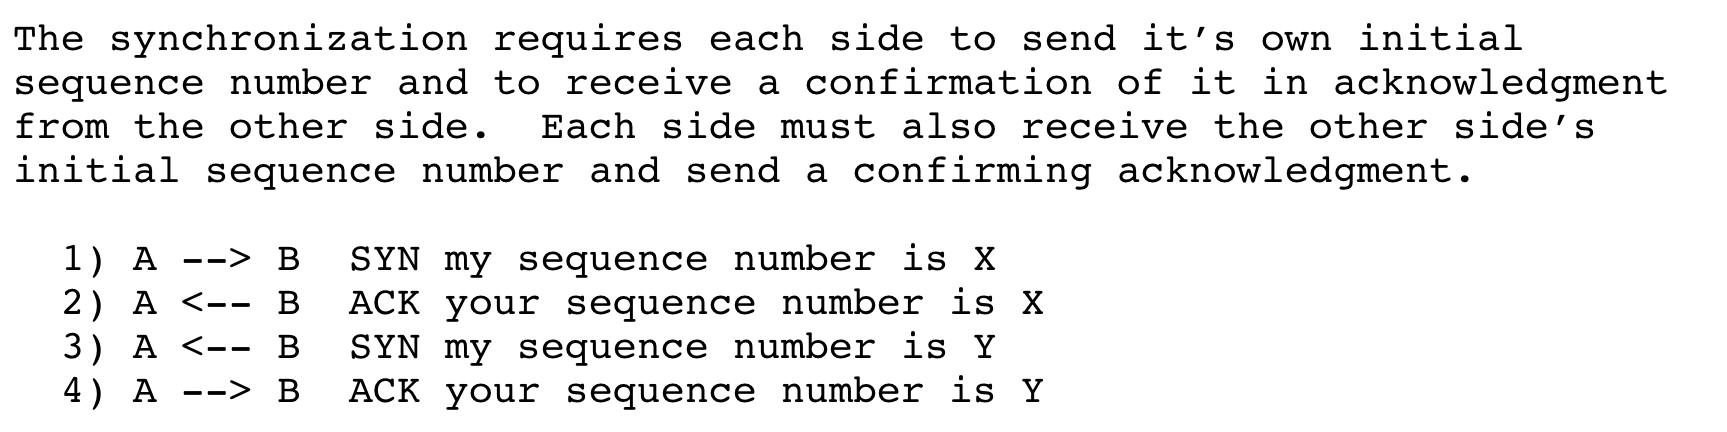 The synchronization requires each side to send it's own initial
sequence number and to receive a confirmation of it in acknowledgment
from the other side.  Each side must also receive the other side's
initial sequence number and send a confirming acknowledgment.

  1) A --> B  SYN my sequence number is X
  2) A <-- B  ACK your sequence number is X
  3) A <-- B  SYN my sequence number is Y
  4) A --> B  ACK your sequence number is Y